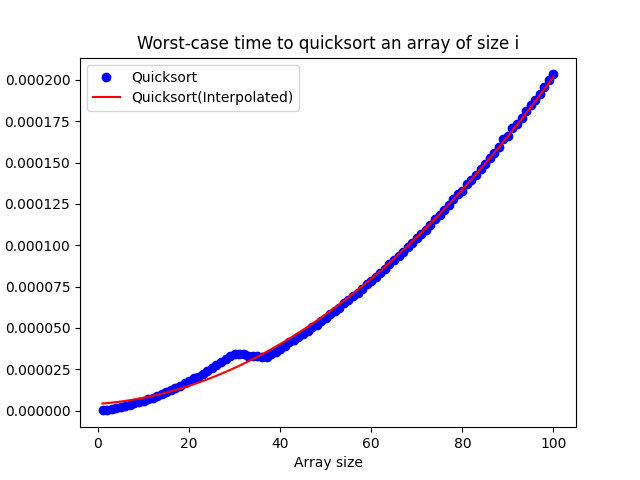 Worst-case time to quicksort an array of size i
Quicksort
Quicksort(Interpolated)
0.000200
0.000175
0.000150
0.000125
0.000100
0.000075
0.000050
0.000025
0.000000
0 20 40 60 80 100
Array size